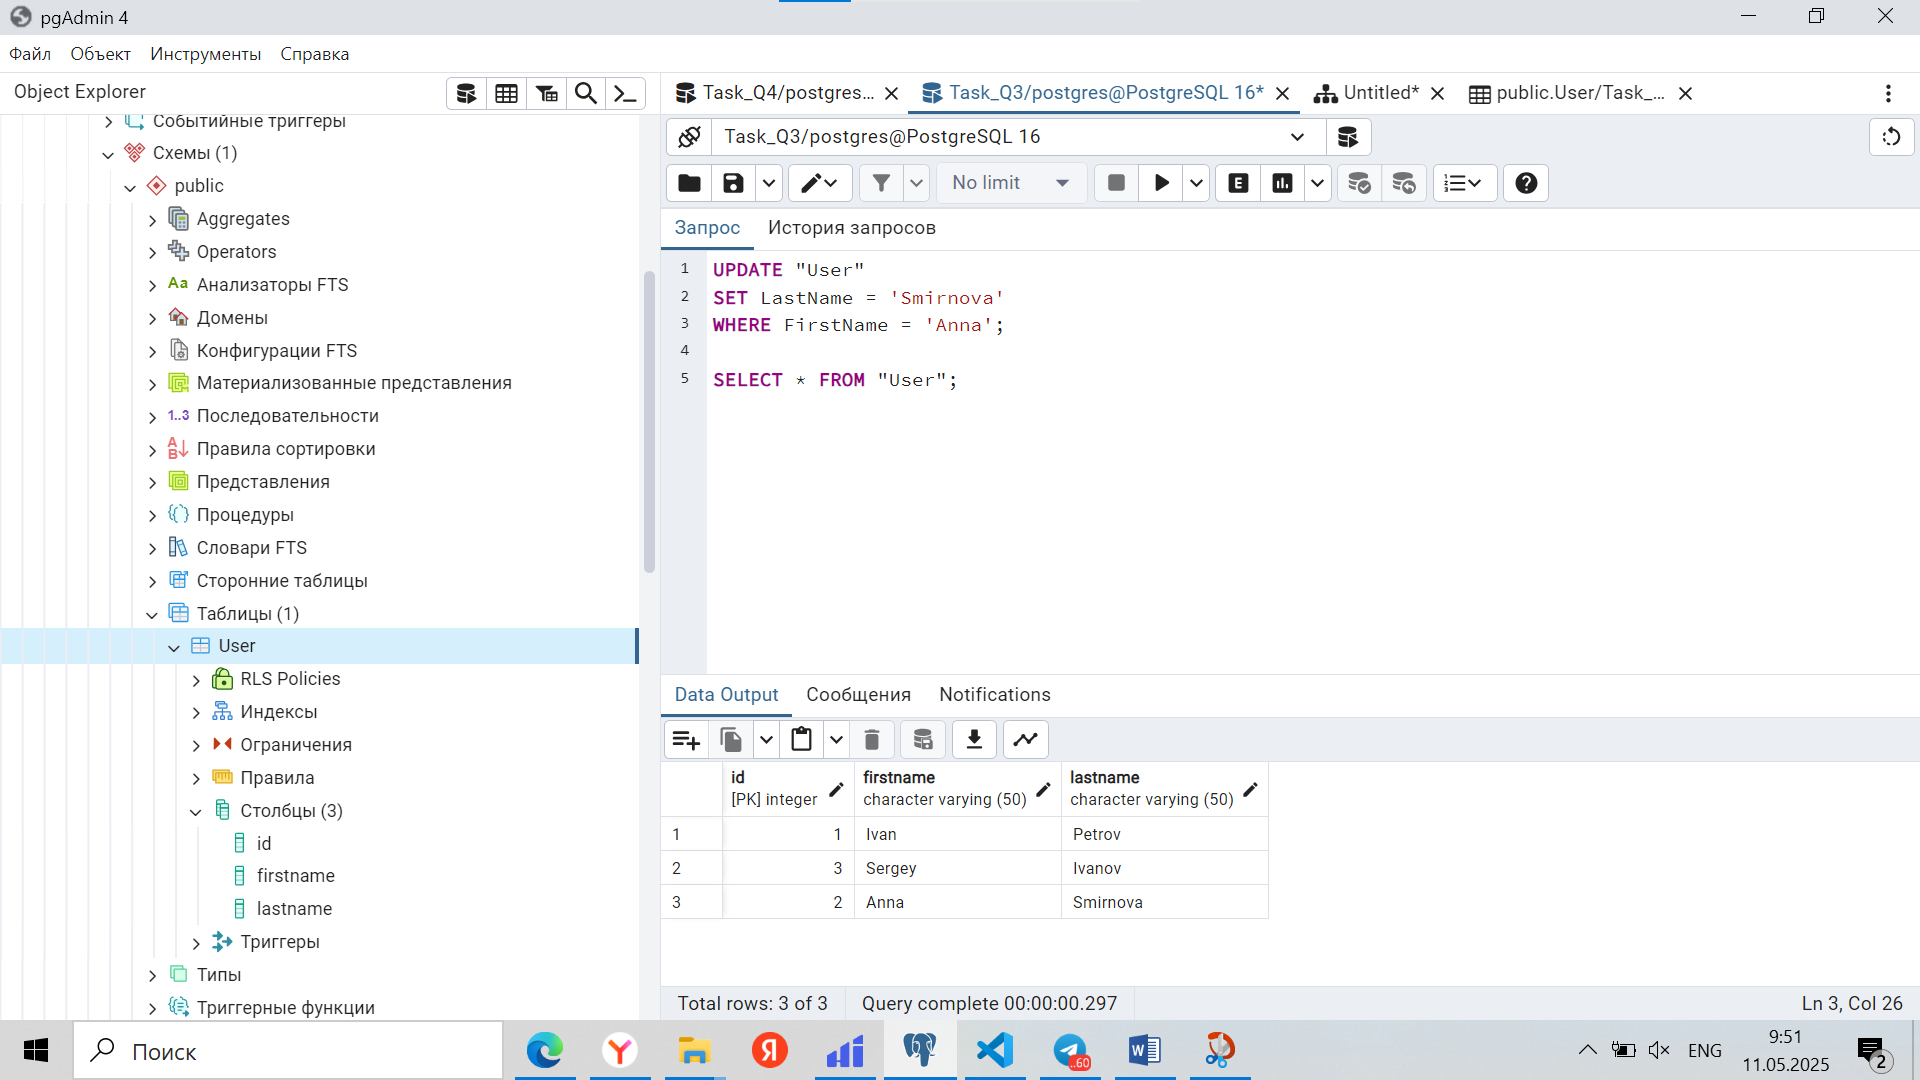 pgAdmin 4
Файл Объект Инструменты Справка
Object Explorer
Событийные триггеры
Схемы (1)
public
Aggregates
Operators
Aa Анализаторы FTS
Домены
Конфигурации FTS
Материализованные представления
1..3 Последовательности
Правила сортировки
Представления
Процедуры
Словари FTS
Сторонние таблицы
Таблицы (1)
User
RLS Policies
Индексы
Ограничения
Правила
Столбцы (3)
id
firstname
lastname
Триггеры
Типы
Триггерные функции
Task_Q4/postgres... Task_Q3/postgres@PostgreSQL 16* Untitled* public.User/Task_...
Task_Q3/postgres@PostgreSQL 16
No limit E
Запрос История запросов
1 UPDATE "User"
2 SET LastName = 'Smirnova'
3 WHERE FirstName = 'Anna';
4
5 SELECT * FROM "User";
Data Output Сообщения Notifications
id firstname lastname
[PK] integer character varying (50) character varying (50)
1 1 Ivan Petrov
2 3 Sergey Ivanov
3 2 Anna Smirnova
Total rows: 3 of 3 Query complete 00:00:00.297 Ln 3, Col 26
Поиск
..60
ENG
9:51
11.05.2025
2